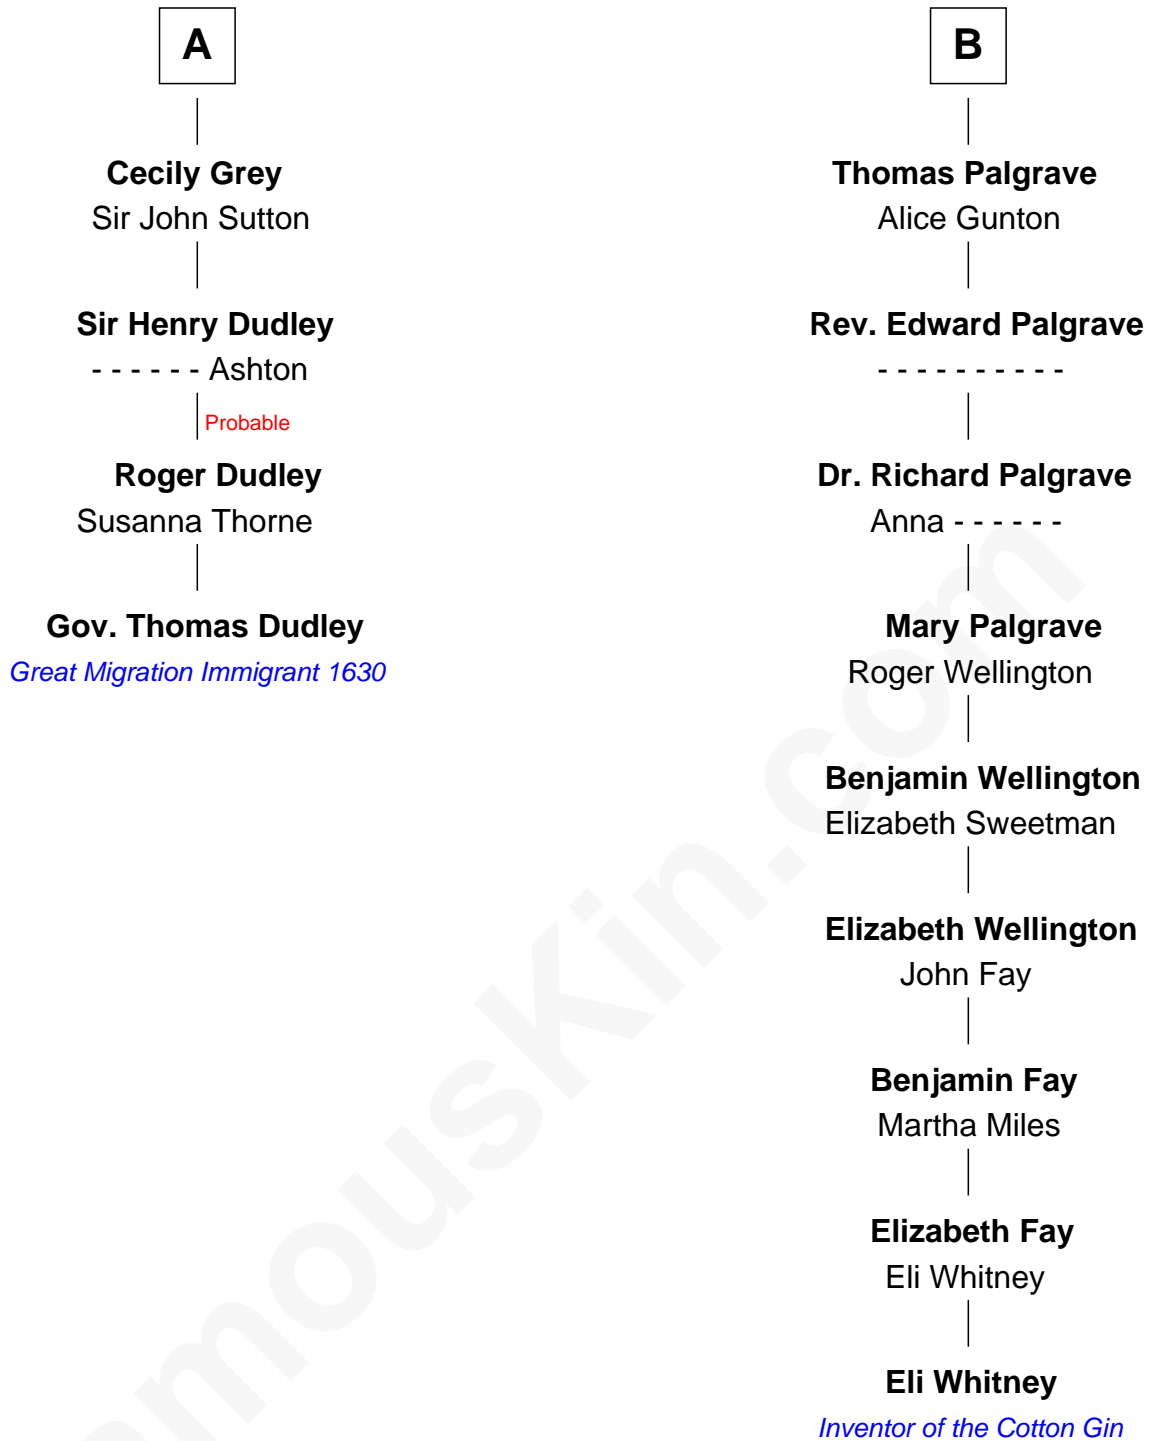 A
Cecily Grey
Sir John Sutton
Sir Henry Dudley
- - - - - - Ashton
Probable
Roger Dudley
Susanna Thorne
Gov. Thomas Dudley
Great Migration Immigrant 1630
B
Thomas Palgrave
Alice Gunton
Rev. Edward Palgrave
- - - - - - - - - -
Dr. Richard Palgrave
Anna - - - - - -
Mary Palgrave
Roger Wellington
Benjamin Wellington
Elizabeth Sweetman
Elizabeth Wellington
John Fay
Benjamin Fay
Martha Miles
Elizabeth Fay
Eli Whitney
Eli Whitney
Inventor of the Cotton Gin
amouskin.com